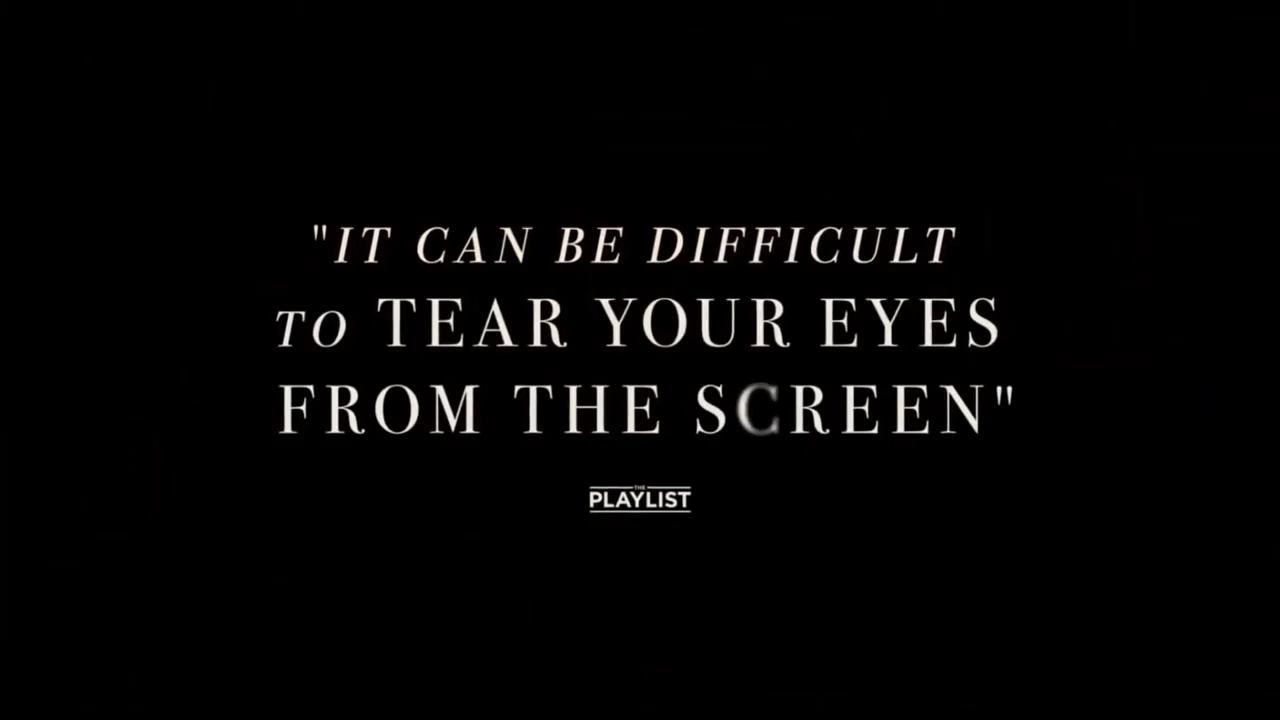 "IT CAN BE DIFFICULT
TO TEAR YOUR EYES
FROM THE SCREEN"
THE
PLAYLIST